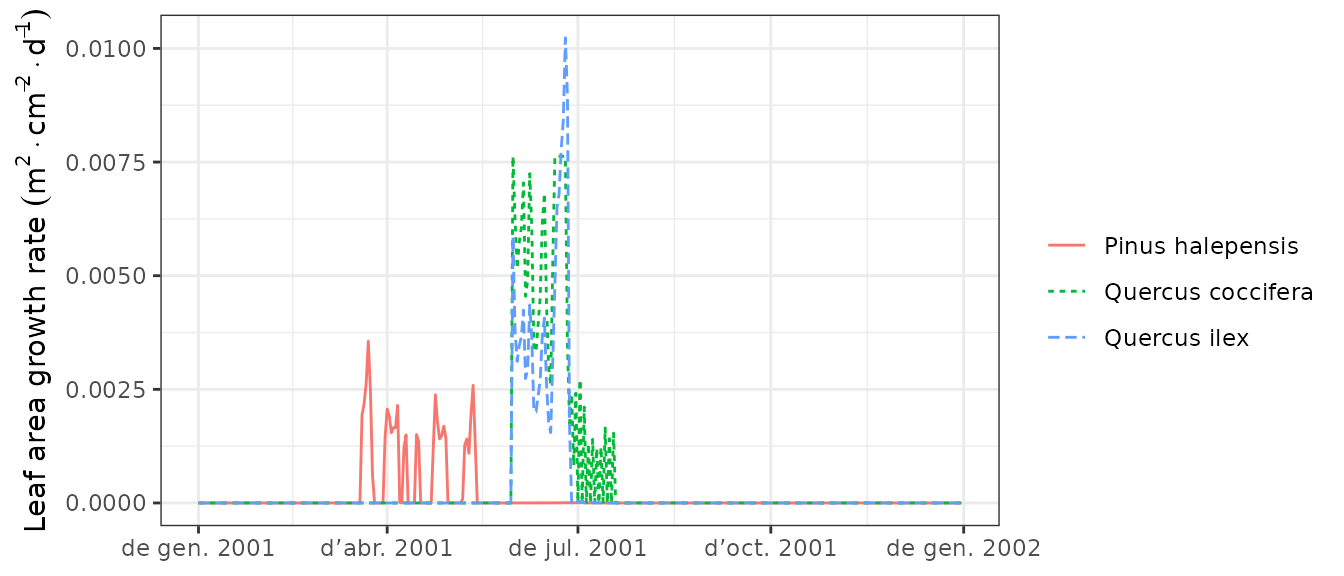 Leaf area growth rate (m² · cm⁻² · d⁻¹)
0.0100
0.0075
0.0050
0.0025
0.0000
de gen. 2001 d’abr. 2001 de jul. 2001 d’oct. 2001 de gen. 2002
Pinus halepensis
Quercus coccifera
Quercus ilex